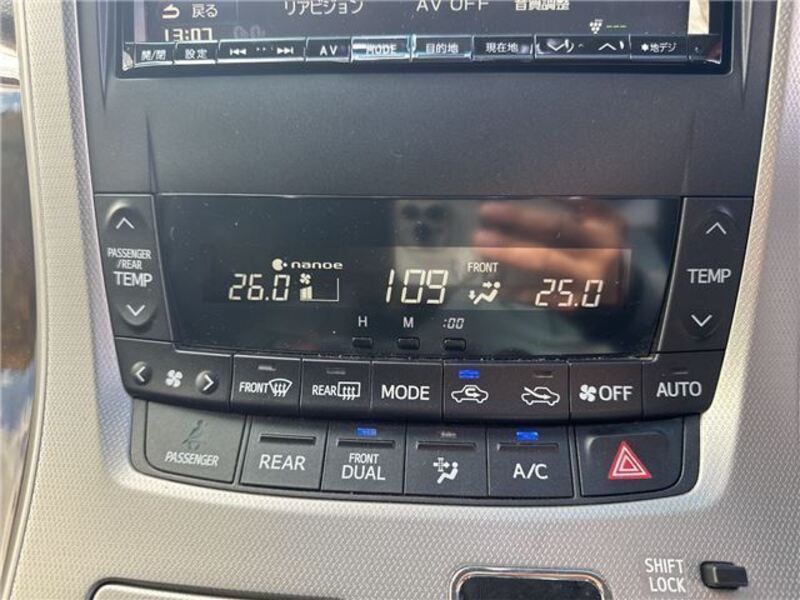 戻る リアビジョン AV OFF 音質調整
13:07
開/閉 設定 AV MODE 目的地 現在地 *地デジ
PASSENGER
/REAR
TEMP
nanoe
26.0 109 FRONT 25.0
TEMP
H M :00
FRONT REAR MODE OFF AUTO
PASSENGER REAR FRONT
DUAL A/C
SHIFT
LOCK